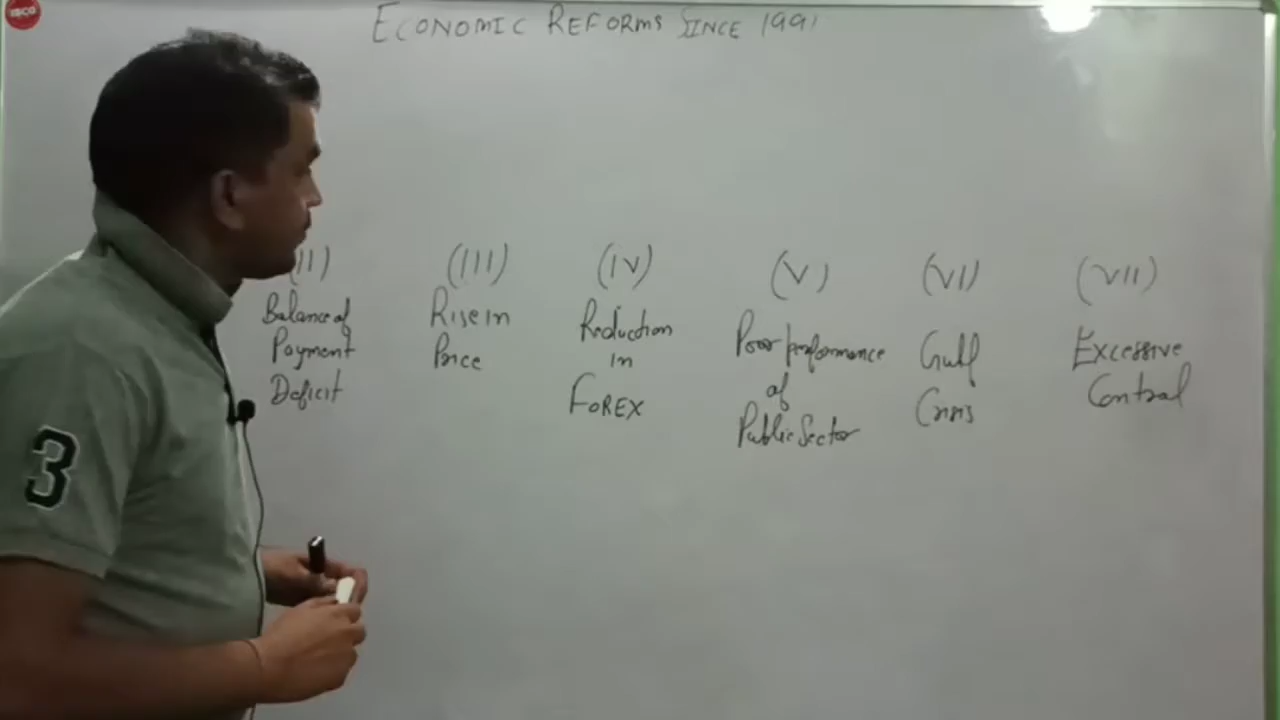 ECONOMIC REFORMS SINCE 1991
(II)
Balance of
Payment
Deficit
(III)
Rise in
Price
(IV)
Reduction
in
FOREX
(V)
Poor performance
of
Public Sector
(VI)
Gulf
Crisis
(VII)
Excessive
Control
3